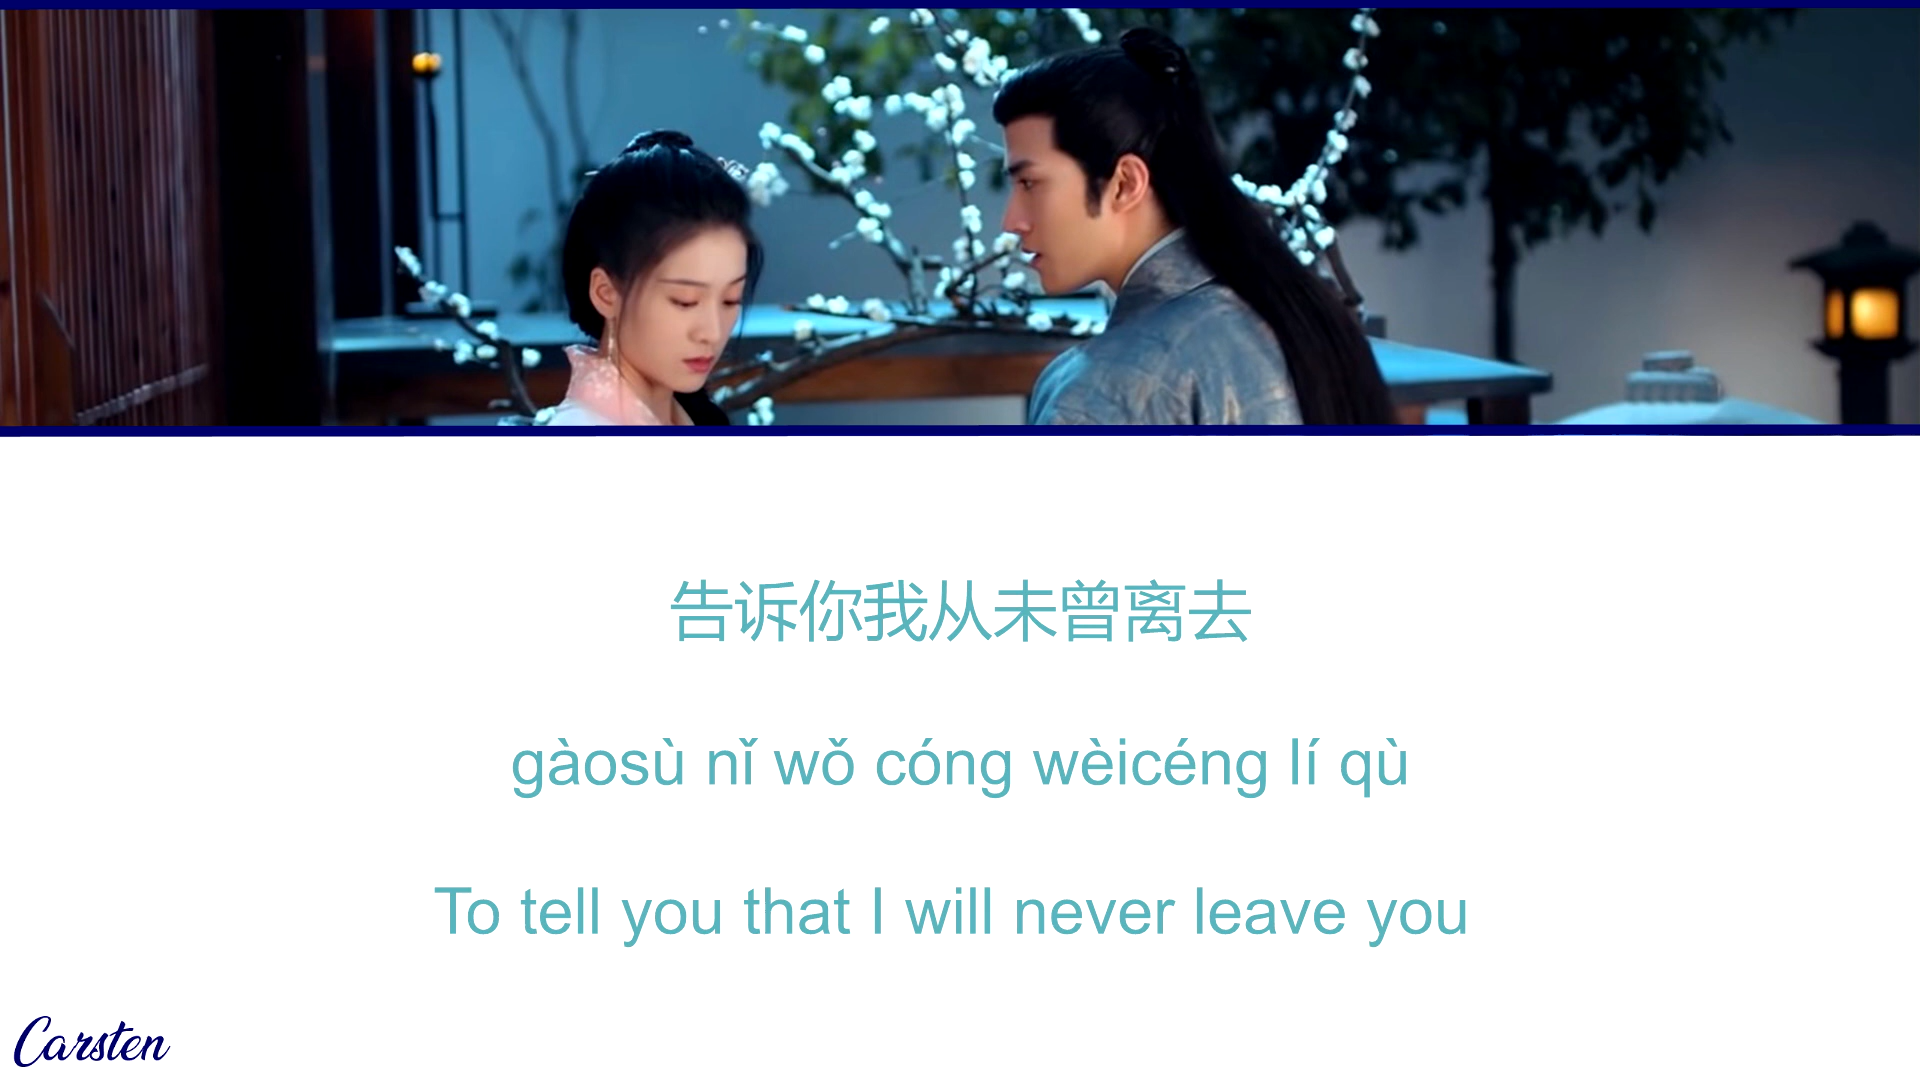 告诉你我从未曾离去
gàosù nǐ wǒ cóng wèicéng lí qù
To tell you that I will never leave you
Carsten